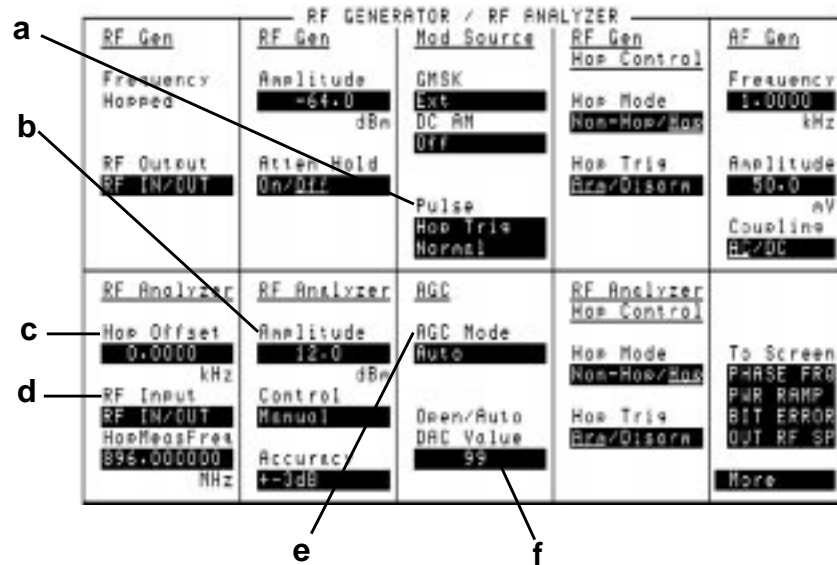 RF GENERATOR / RF ANALYZER
a
b
c
d
e
f
RF Gen
Frequency
Hopped
RF Output
RF IN/OUT
RF Gen
Amplitude
-64.0
dBm
Atten Hold
On/Off
Mod Source
GMSK
Ext
DC AM
Off
Pulse
Hop Trig
Normal
RF Gen
Hop Control
Hop Mode
Non-Hop/Hop
Hop Trig
Arm/Disarm
AF Gen
Frequency
1.0000
kHz
Amplitude
50.0
mV
Coupling
AC/DC
RF Analyzer
Hop Offset
0.0000
kHz
RF Input
RF IN/OUT
HopMeasFreq
896.000000
MHz
RF Analyzer
Amplitude
12.0
dBm
Control
Manual
Accuracy
+-3dB
AGC
AGC Mode
Auto
Open/Auto
DAC Value
99
RF Analyzer
Hop Control
Hop Mode
Non-Hop/Hop
Hop Trig
Arm/Disarm
To Screen
PHASE FRQ
PWR RAMP
BIT ERROR
OUT RF SP
More